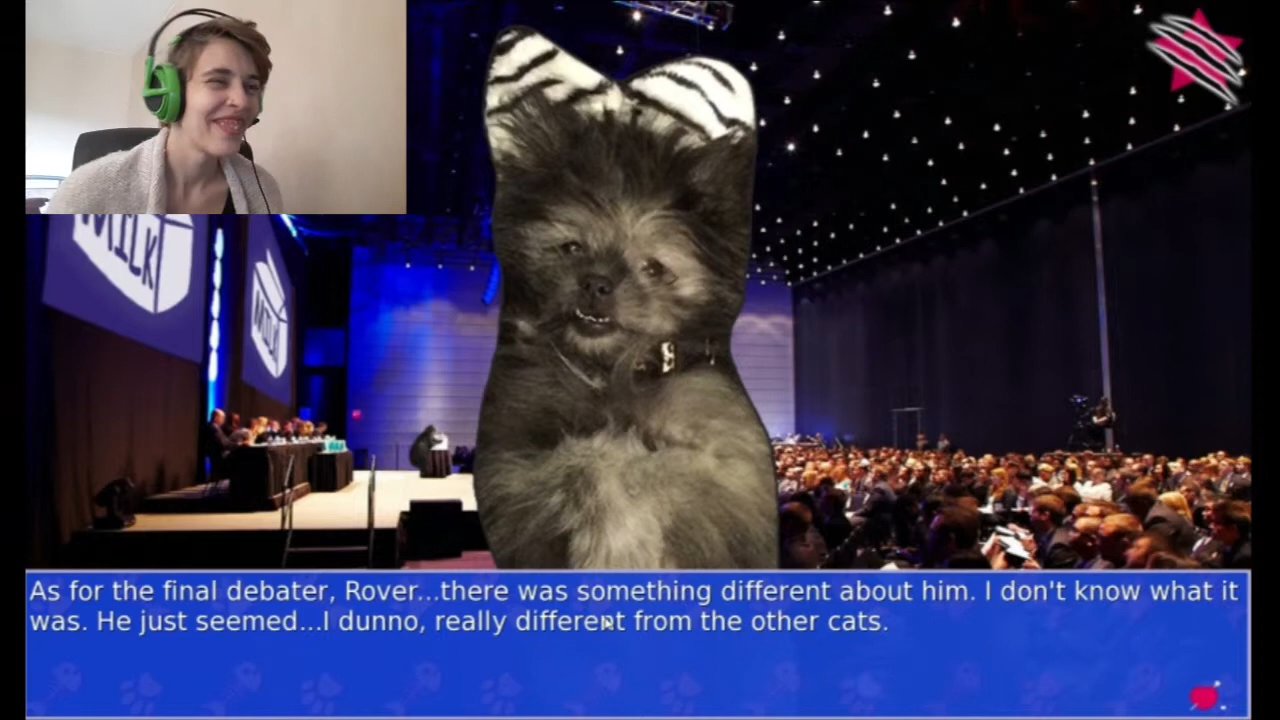 MILK
MILK
As for the final debater, Rover...there was something different about him. I don't know what it
was. He just seemed...I dunno, really different from the other cats.